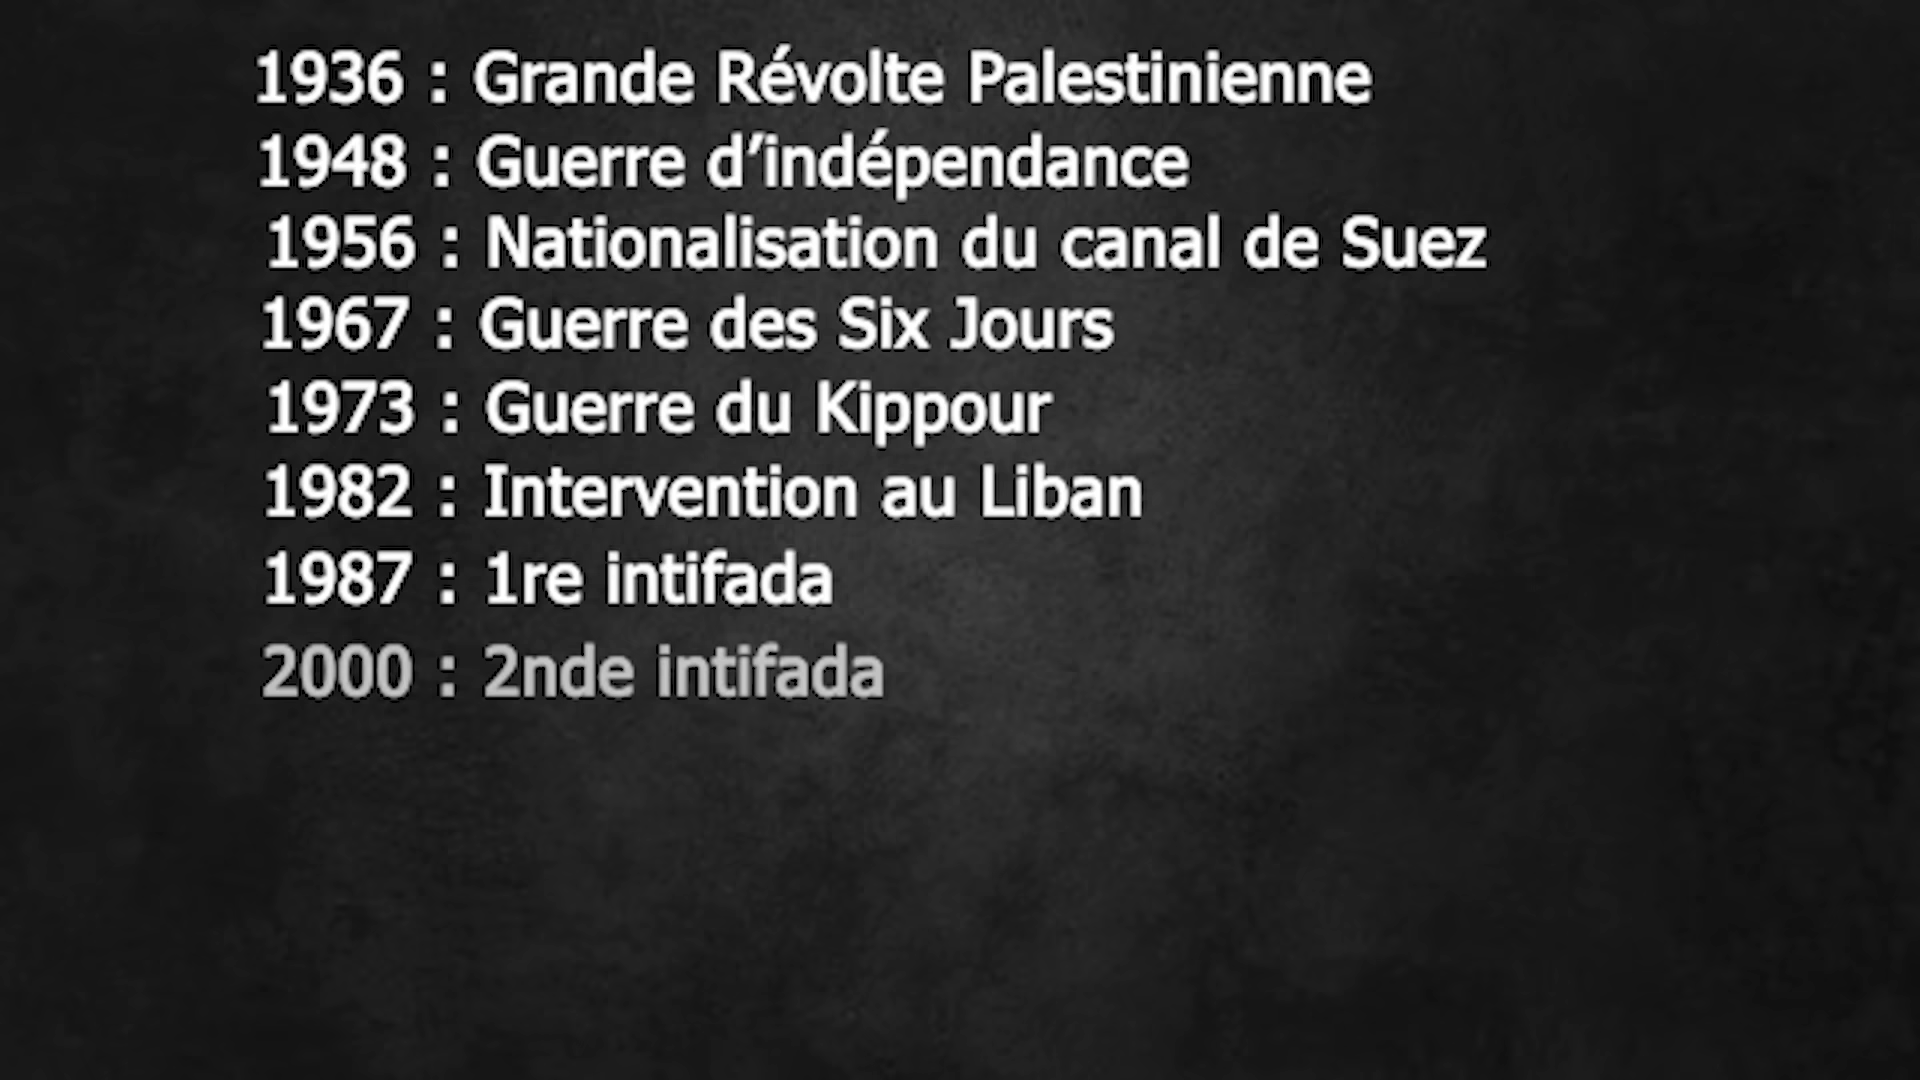 1936 : Grande Révolte Palestinienne
1948 : Guerre d’indépendance
1956 : Nationalisation du canal de Suez
1967 : Guerre des Six Jours
1973 : Guerre du Kippour
1982 : Intervention au Liban
1987 : 1re intifada
2000 : 2nde intifada